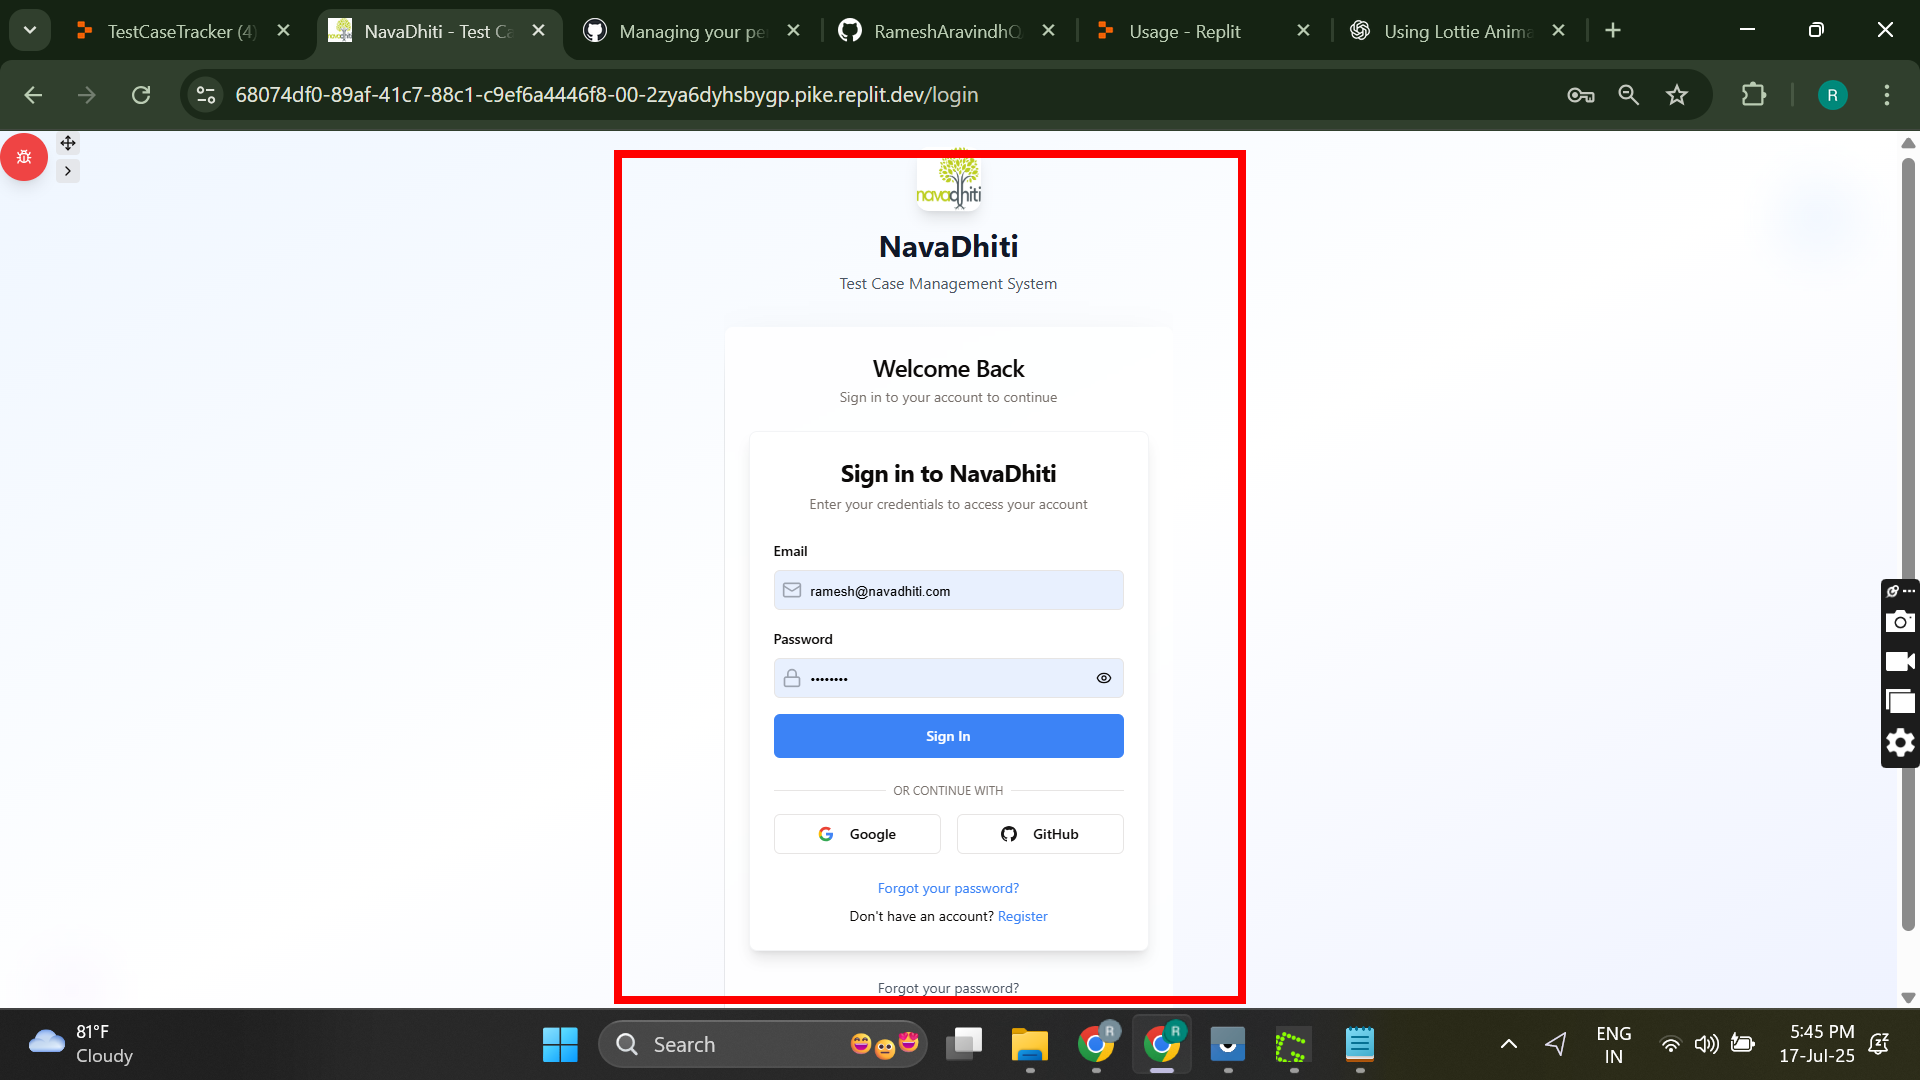 TestCaseTracker (4)
NavaDhiti - Test Ca
Managing your pe
RameshAravindhQ
Usage - Replit
Using Lottie Anima
68074df0-89af-41c7-88c1-c9ef6a4446f8-00-2zya6dyhsbygp.pike.replit.dev/login
R
navadhiti
NavaDhiti
Test Case Management System
Welcome Back
Sign in to your account to continue
Sign in to NavaDhiti
Enter your credentials to access your account
Email
ramesh@navadhiti.com
Password
••••••••
Sign In
OR CONTINUE WITH
Google
GitHub
Forgot your password?
Don't have an account? Register
Forgot your password?
81°F
Cloudy
Search
R
R
ENG
IN
5:45 PM
17-Jul-25